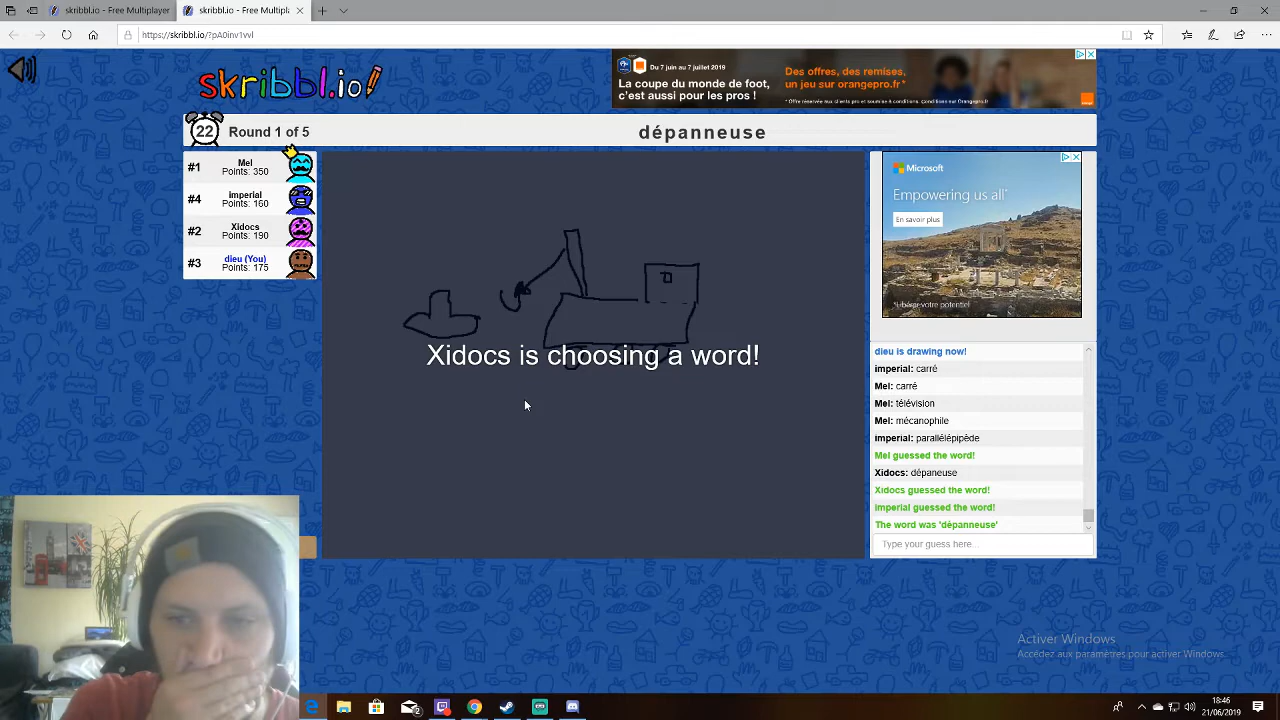 skribbl.io - Free Multiplayer
skribbl.io - Free Multipl
https://skribbl.io/?pA0inv1vvl
skribbl.io
Du 7 juin au 7 juillet 2019
La coupe du monde de foot,
c'est aussi pour les pros !
Des offres, des remises,
un jeu sur orangepro.fr*
22
Round 1 of 5
dépanneuse
#1
Mel
Points: 350
#4
imperial
Points: 160
#2
Xidocs
Points: 190
#3
dieu (You)
Points: 175
Xidocs is choosing a word!
Microsoft
Empowering us all*
En savoir plus
*Libérer votre potentiel
dieu is drawing now!
imperial: carré
Mel: carré
Mel: télévision
Mel: mécanophile
imperial: parallélépipède
Mel guessed the word!
Xidocs: dépaneuse
Xidocs guessed the word!
imperial guessed the word!
The word was 'dépanneuse'
Type your guess here...
Activer Windows
Accédez aux paramètres pour activer Windows.
18:46
21/06/2019